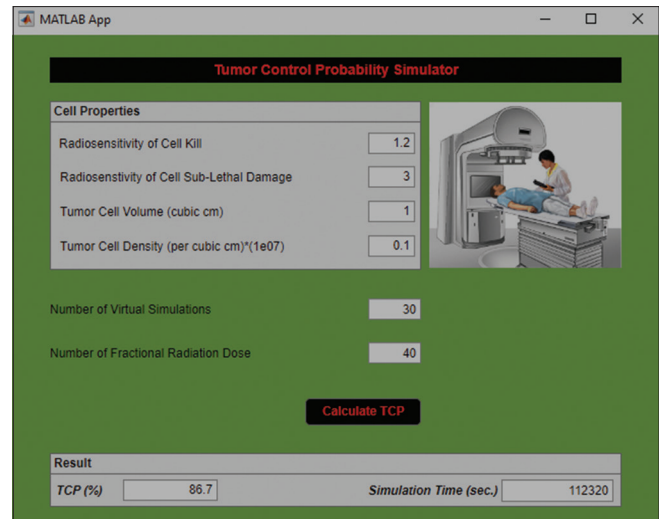 MATLAB App
Tumor Control Probability Simulator
Cell Properties
Radiosensitivity of Cell Kill 1.2
Radiosenstivity of Cell Sub-Lethal Damage 3
Tumor Cell Volume (cubic cm) 1
Tumor Cell Density (per cubic cm)*(1e07) 0.1
Number of Virtual Simulations 30
Number of Fractional Radiation Dose 40
Calculate TCP
Result
TCP (%) 86.7 Simulation Time (sec.) 112320